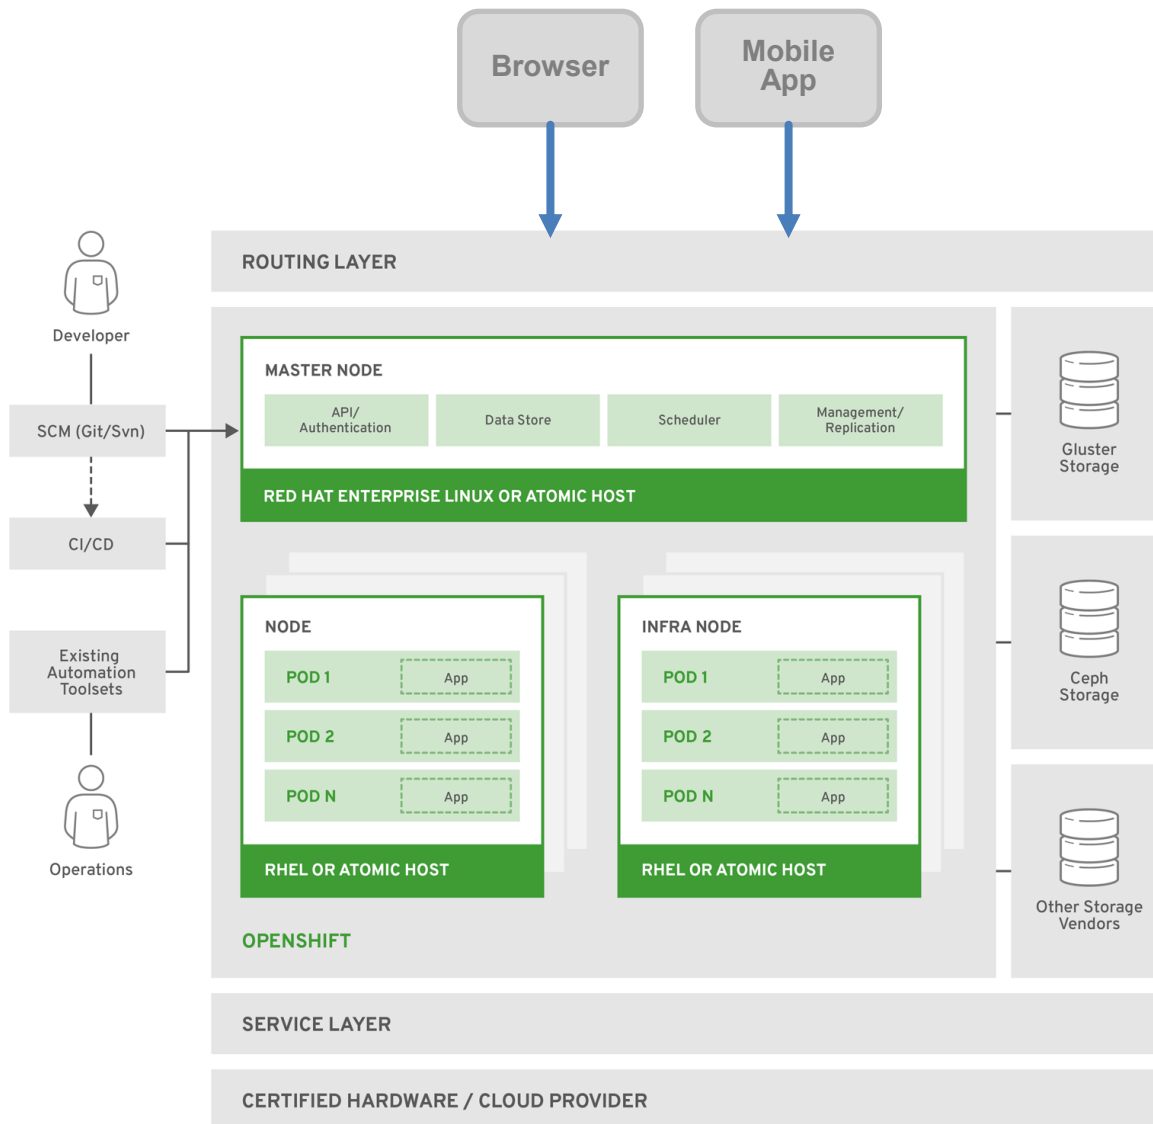 Browser
Mobile
App
ROUTING LAYER
Developer
SCM (Git/Svn)
CI/CD
Existing
Automation
Toolsets
Operations
MASTER NODE
API/
Authentication
Data Store
Scheduler
Management/
Replication
RED HAT ENTERPRISE LINUX OR ATOMIC HOST
NODE
POD 1
App
POD 2
App
POD N
App
RHEL OR ATOMIC HOST
INFRA NODE
POD 1
App
POD 2
App
POD N
App
RHEL OR ATOMIC HOST
OPENSHIFT
Gluster
Storage
Ceph
Storage
Other Storage
Vendors
SERVICE LAYER
CERTIFIED HARDWARE / CLOUD PROVIDER